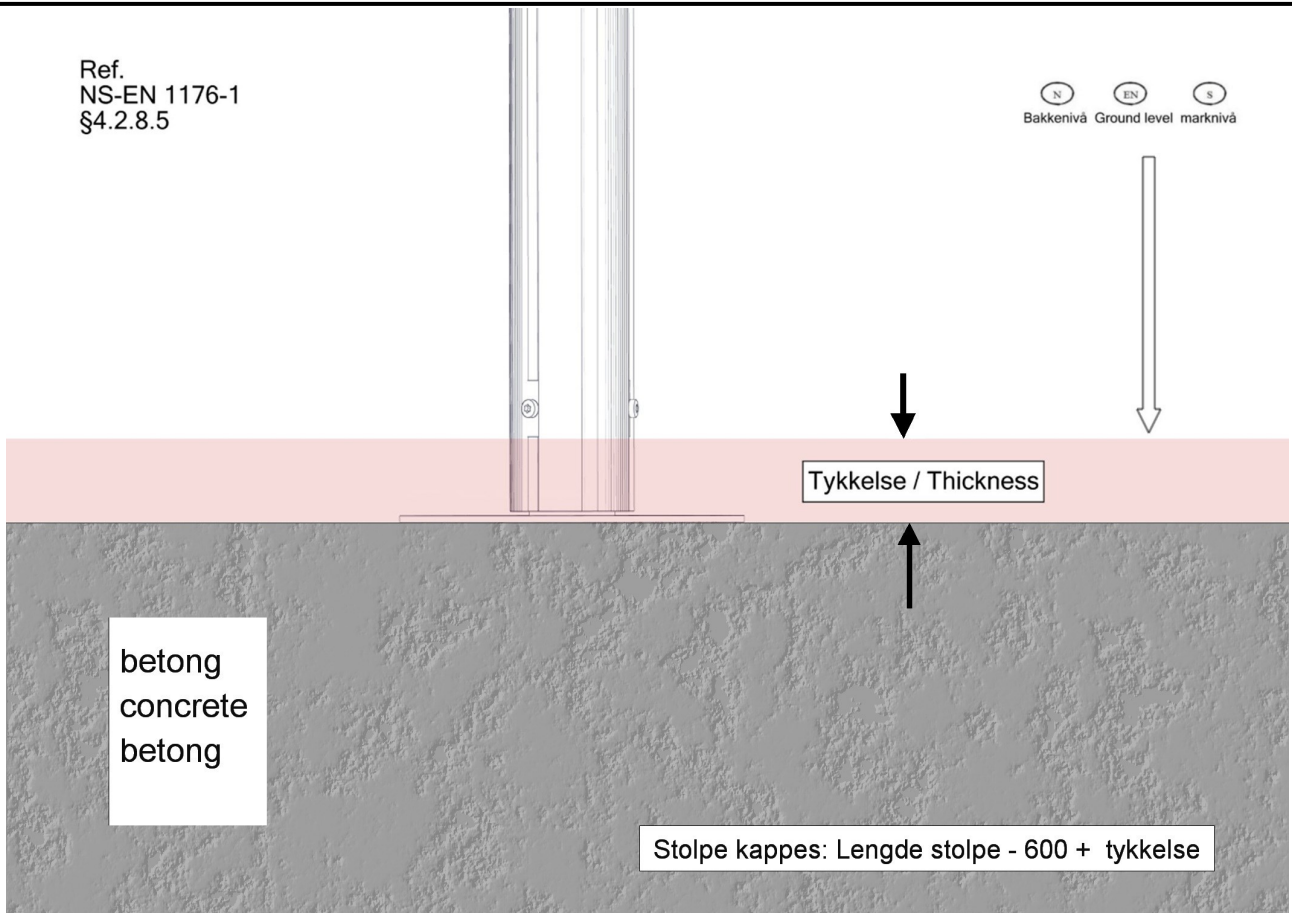 Ref.
NS-EN 1176-1
§4.2.8.5
N EN S
Bakkenivå Ground level marknivå
Tykkelse / Thickness
betong
concrete
betong
Stolpe kappes: Lengde stolpe - 600 + tykkelse